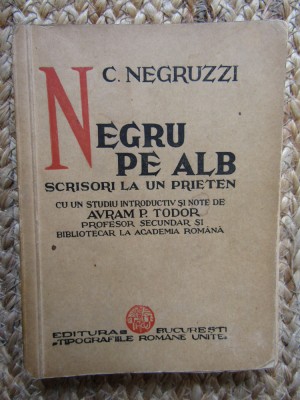 C. NEGRUZZI
NEGRU
PE ALB
SCRISORI LA UN PRIETEN
CU UN STUDIU INTRODUCTIV ȘI NOTE DE
AVRAM P. TODOR
PROFESOR SECUNDAR ȘI
BIBLIOTECAR LA ACADEMIA ROMÂNĂ
EDITURA BUCUREȘTI
"TIPOGRAFIILE ROMÂNE UNITE"